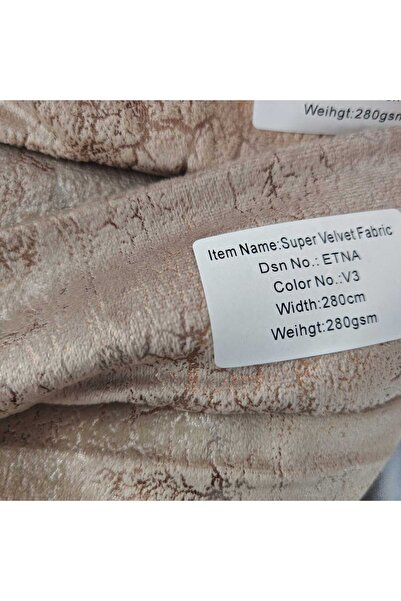 Weihgt:280gsm
Item Name:Super Velvet Fabric
Dsn No.: ETNA
Color No.:V3
Width:280cm
Weihgt:280gsm